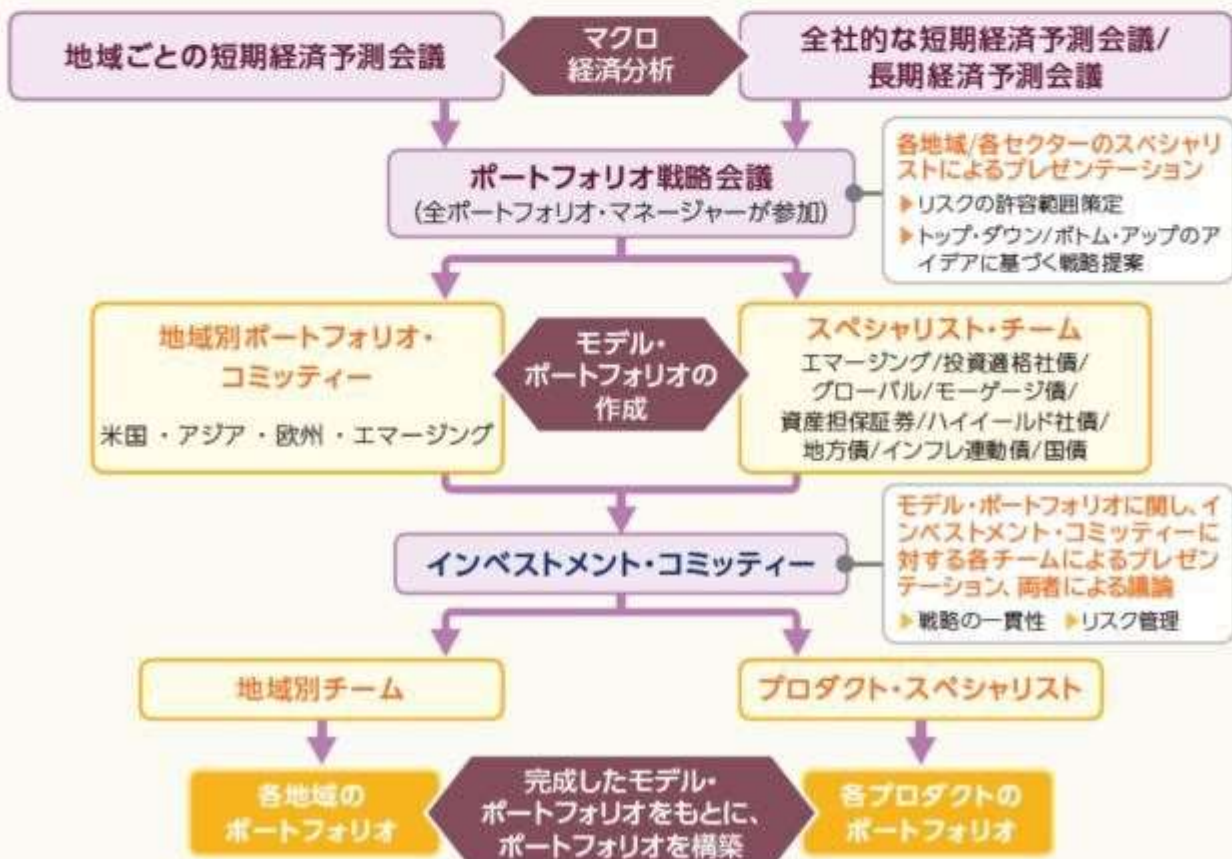 地域ごとの短期経済予測会議
マクロ
経済分析
全社的な短期経済予測会議/
長期経済予測会議
ポートフォリオ戦略会議
(全ポートフォリオ・マネージャーが参加)
各地域/各セクターのスペシャリ
ストによるプレゼンテーション
▶リスクの許容範囲策定
▶トップ・ダウン/ボトム・アップのア
イデアに基づく戦略提案
地域別ポートフォリオ・
コミッティー
米国 ・アジア ・欧州 ・エマージング
モデル・
ポートフォリオの
作成
スペシャリスト・チーム
エマージング/投資適格社債/
グローバル/モーゲージ債/
資産担保証券/ハイイールド社債/
地方債/インフレ連動債/国債
インベストメント・コミッティー
モデル・ポートフォリオに関し、イ
ンベストメント・コミッティーに
対する各チームによるプレゼン
テーション、両者による議論
▶戦略の一貫性 ▶リスク管理
地域別チーム
プロダクト・スペシャリスト
各地域の
ポートフォリオ
完成したモデル・
ポートフォリオをもとに、
ポートフォリオを構築
各プロダクトの
ポートフォリオ